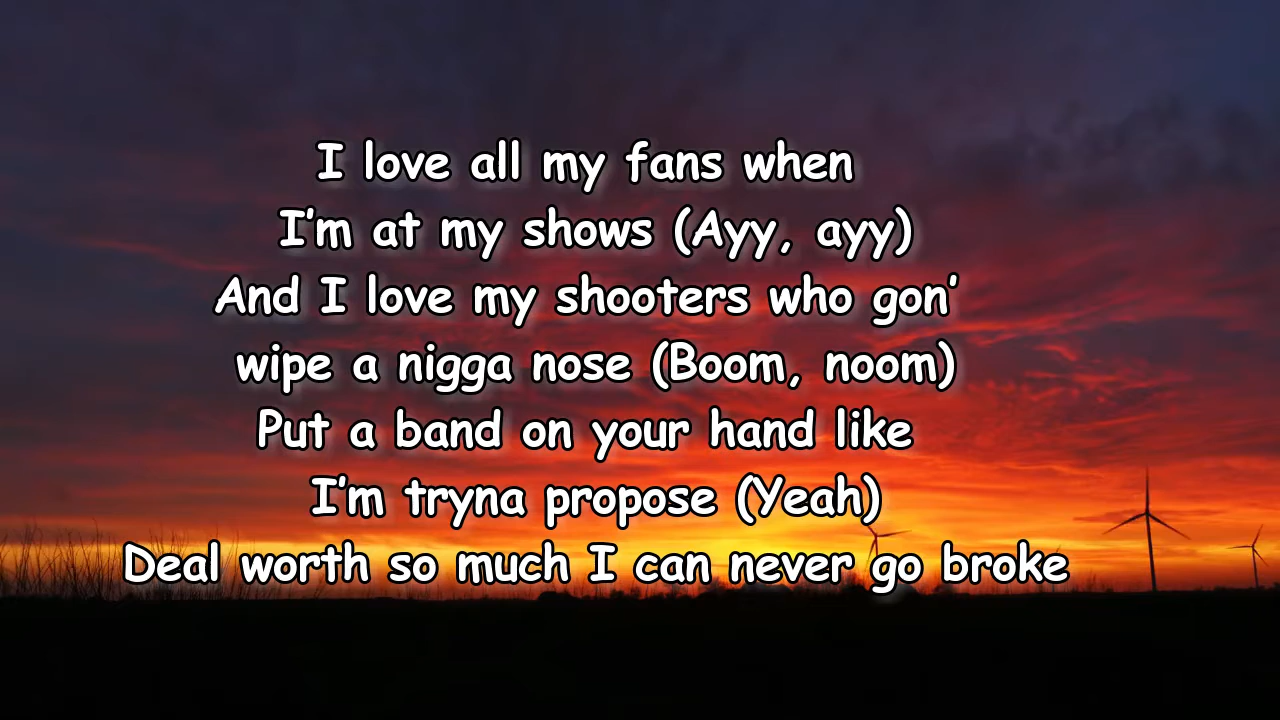 I love all my fans when
I'm at my shows (Ayy, ayy)
And I love my shooters who gon'
wipe a nigga nose (Boom, noom)
Put a band on your hand like
I'm tryna propose (Yeah)
Deal worth so much I can never go broke